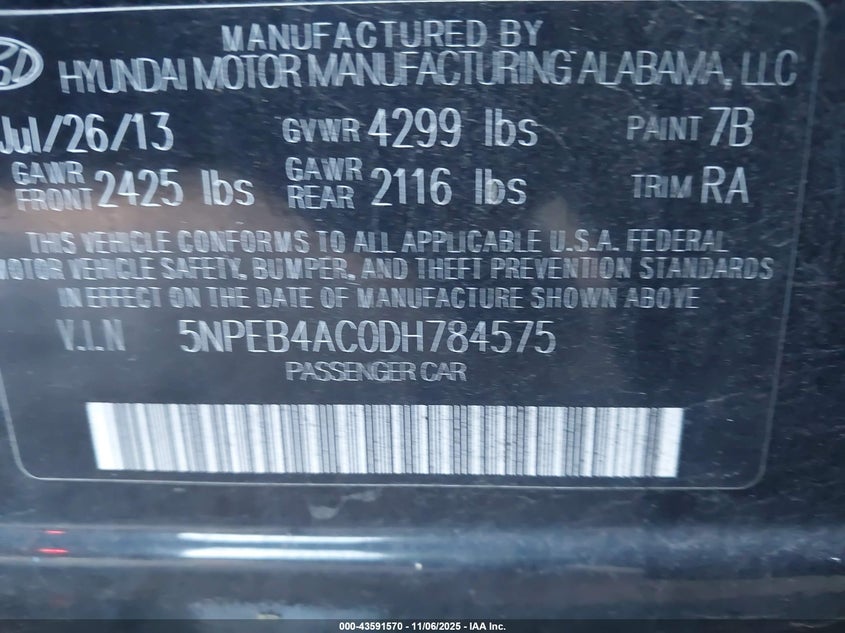 MANUFACTURED BY
HYUNDAI MOTOR MANUFACTURING ALABAMA, LLC
Jul/26/13 GVWR 4299 lbs PAINT 7B
GAWR FRONT 2425 lbs GAWR REAR 2116 lbs TRIM RA
THIS VEHICLE CONFORMS TO ALL APPLICABLE U.S.A. FEDERAL
MOTOR VEHICLE SAFETY, BUMPER, AND THEFT PREVENTION STANDARDS
IN EFFECT ON THE DATE OF MANUFACTURE SHOWN ABOVE
V.I.N 5NPEB4AC0DH784575
PASSENGER CAR
000-43591570 - 11/06/2025 - IAA Inc.